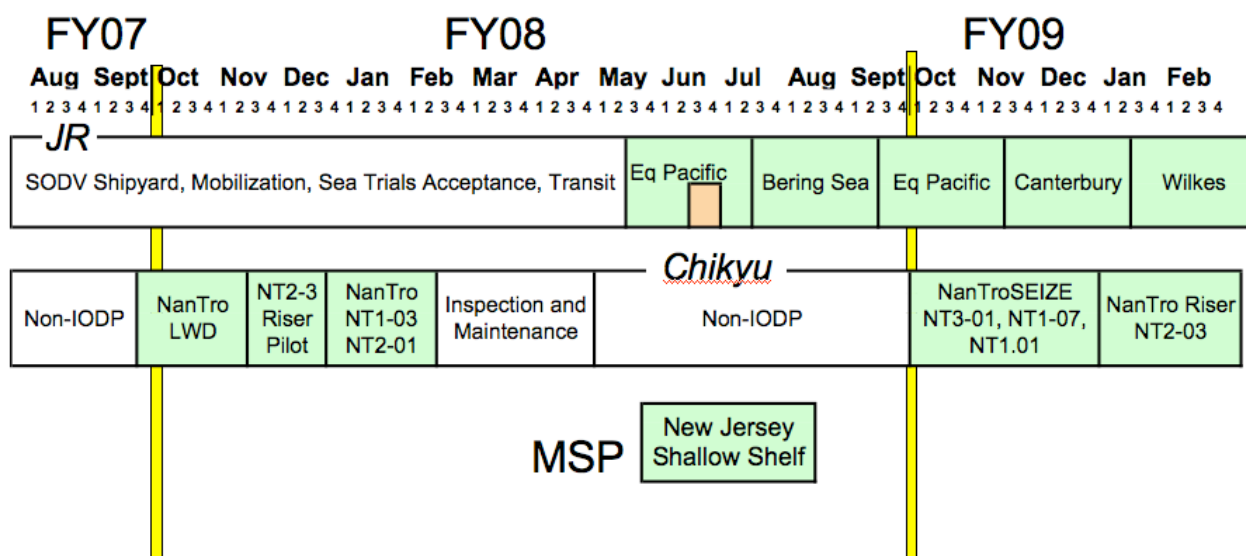 FY07 FY08 FY09
Aug Sept Oct Nov Dec Jan Feb Mar Apr May Jun Jul Aug Sept Oct Nov Dec Jan Feb
1 2 3 4 1 2 3 4 1 2 3 4 1 2 3 4 1 2 3 4 1 2 3 4 1 2 3 4 1 2 3 4 1 2 3 4 1 2 3 4 1 2 3 4 1 2 3 4 1 2 3 4 1 2 3 4 1 2 3 4 1 2 3 4 1 2 3 4 1 2 3 4 1 2 3 4
JR
SODV Shipyard, Mobilization, Sea Trials Acceptance, Transit
Eq Pacific
Bering Sea
Eq Pacific
Canterbury
Wilkes
Chikyu
Non-IODP
NanTro
LWD
NT2-3
Riser
Pilot
NanTro
NT1-03
NT2-01
Inspection and
Maintenance
Non-IODP
NanTroSEIZE
NT3-01, NT1-07,
NT1.01
NanTro Riser
NT2-03
MSP
New Jersey
Shallow Shelf